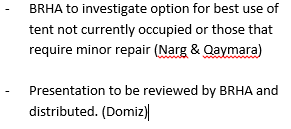 - BRHA to investigate option for best use of
tent not currently occupied or those that
require minor repair (Narg & Qaymara)
- Presentation to be reviewed by BRHA and
distributed. (Domiz)